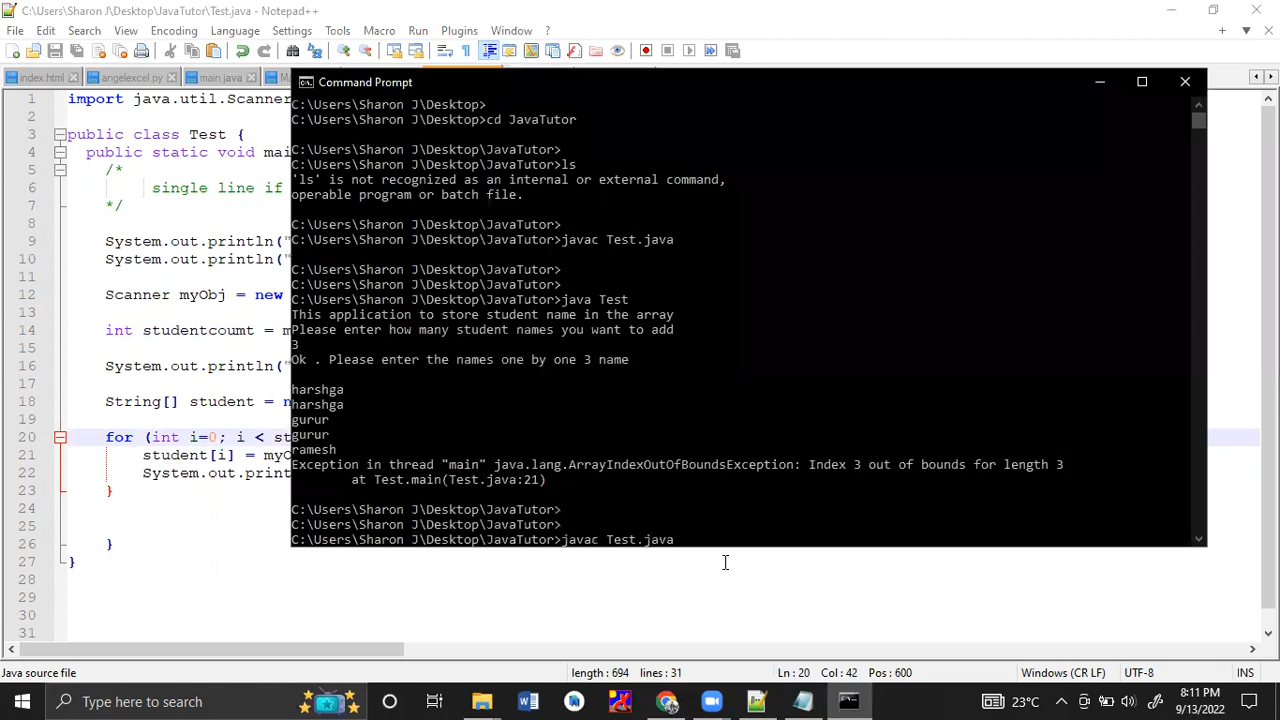 C:\Users\Sharon J\Desktop\JavaTutor\Test.java - Notepad++
File Edit Search View Encoding Language Settings Tools Macro Run Plugins Window ?
index.html angelexcel.py main.java
Command Prompt
1 import java.util.Scanner
2
3 public class Test {
4 public static void mai
5 /*
6 single line if
7 */
8
9 System.out.println("
10 System.out.println("
11
12 Scanner myObj = new
13
14 int studentcoumt = m
15
16 System.out.println("
17
18 String[] student = n
19
20 for (int i=0; i < st
21 student[i] = myO
22 System.out.print
23 }
24
25
26 }
27 }
28
29
30
31
C:\Users\Sharon J\Desktop>
C:\Users\Sharon J\Desktop>cd JavaTutor
C:\Users\Sharon J\Desktop\JavaTutor>
C:\Users\Sharon J\Desktop\JavaTutor>ls
'ls' is not recognized as an internal or external command,
operable program or batch file.
C:\Users\Sharon J\Desktop\JavaTutor>
C:\Users\Sharon J\Desktop\JavaTutor>javac Test.java
C:\Users\Sharon J\Desktop\JavaTutor>
C:\Users\Sharon J\Desktop\JavaTutor>
C:\Users\Sharon J\Desktop\JavaTutor>java Test
This application to store student name in the array
Please enter how many student names you want to add
3
Ok . Please enter the names one by one 3 name
harshga
harshga
gurur
gurur
ramesh
Exception in thread "main" java.lang.ArrayIndexOutOfBoundsException: Index 3 out of bounds for length 3
at Test.main(Test.java:21)
C:\Users\Sharon J\Desktop\JavaTutor>
C:\Users\Sharon J\Desktop\JavaTutor>
C:\Users\Sharon J\Desktop\JavaTutor>javac Test.java
Java source file length : 694 lines : 31 Ln : 20 Col : 42 Pos : 600 Windows (CR LF) UTF-8 INS
Type here to search
23°C
8:11 PM
9/13/2022